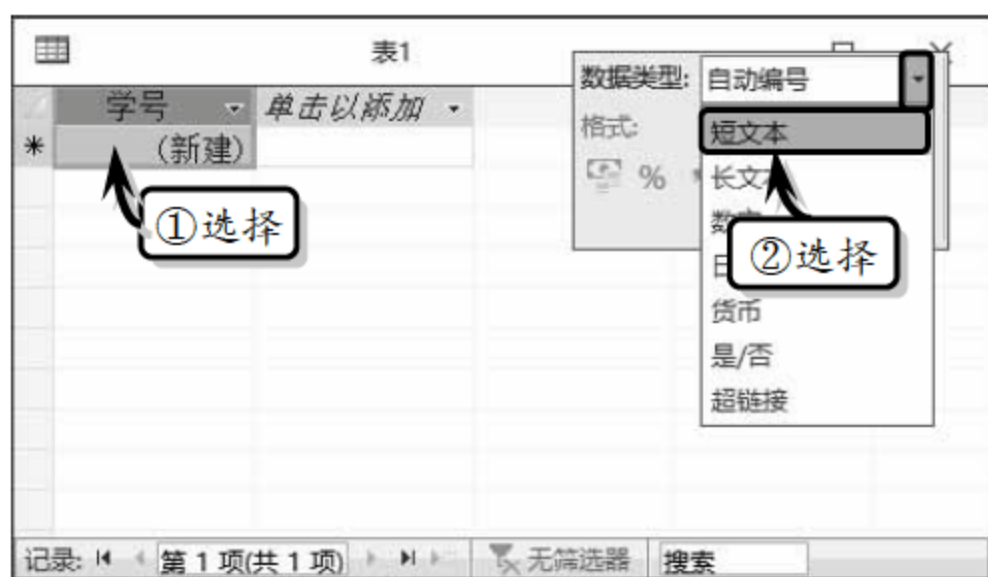 表1
数据类型: 自动编号
学号 单击以添加
格式:
短文本
* (新建)
%
长文
①选择
②选择
货币
是/否
超链接
记录: 第 1 项(共 1 项) 无筛选器 搜索